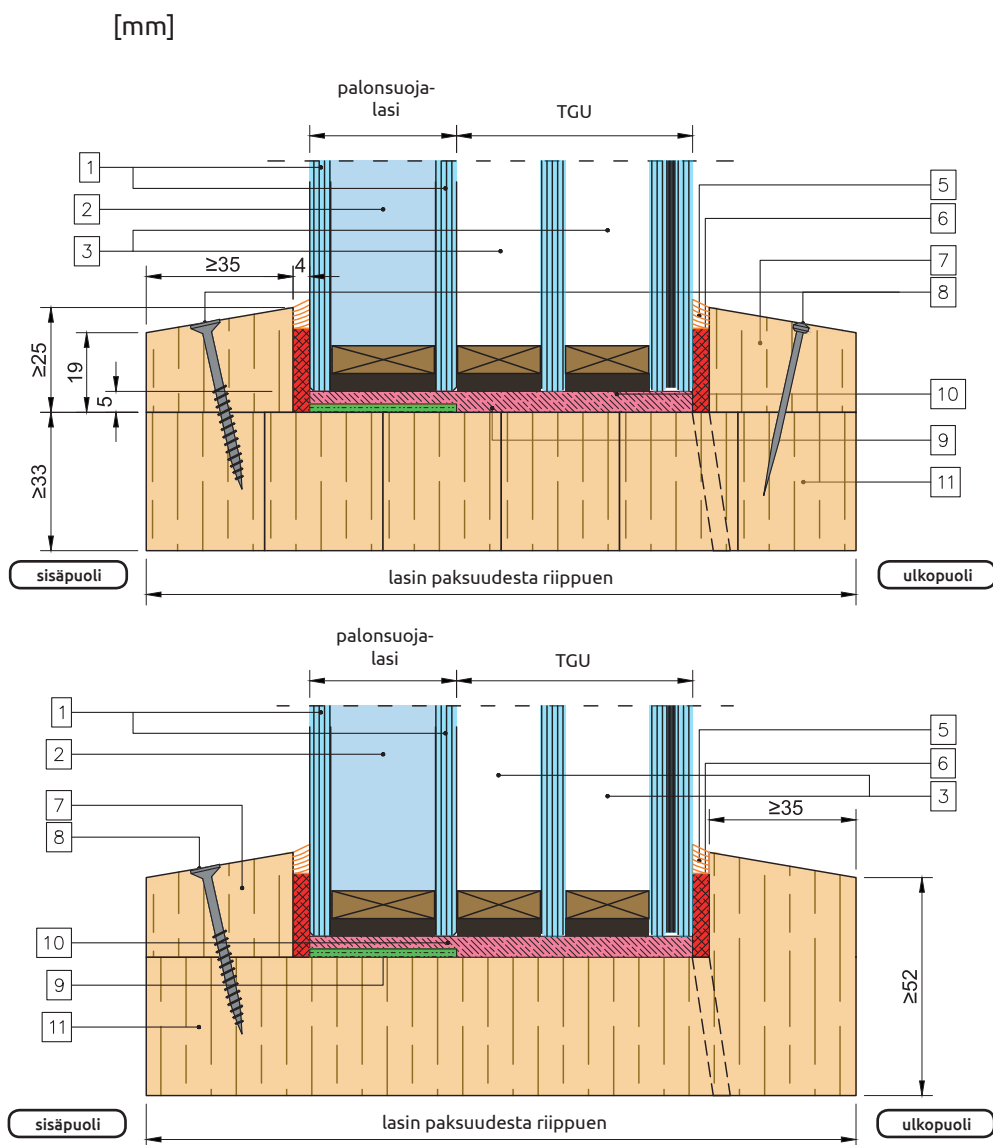 [mm]
palonsuoja-
lasi
TGU
1
2
3
5
6
7
8
≥35
4
≥25
19
5
≥33
10
9
11
sisäpuoli
lasin paksuudesta riippuen
ulkopuoli
palonsuoja-
lasi
TGU
1
2
7
8
10
9
11
5
6
3
≥35
≥52
sisäpuoli
lasin paksuudesta riippuen
ulkopuoli